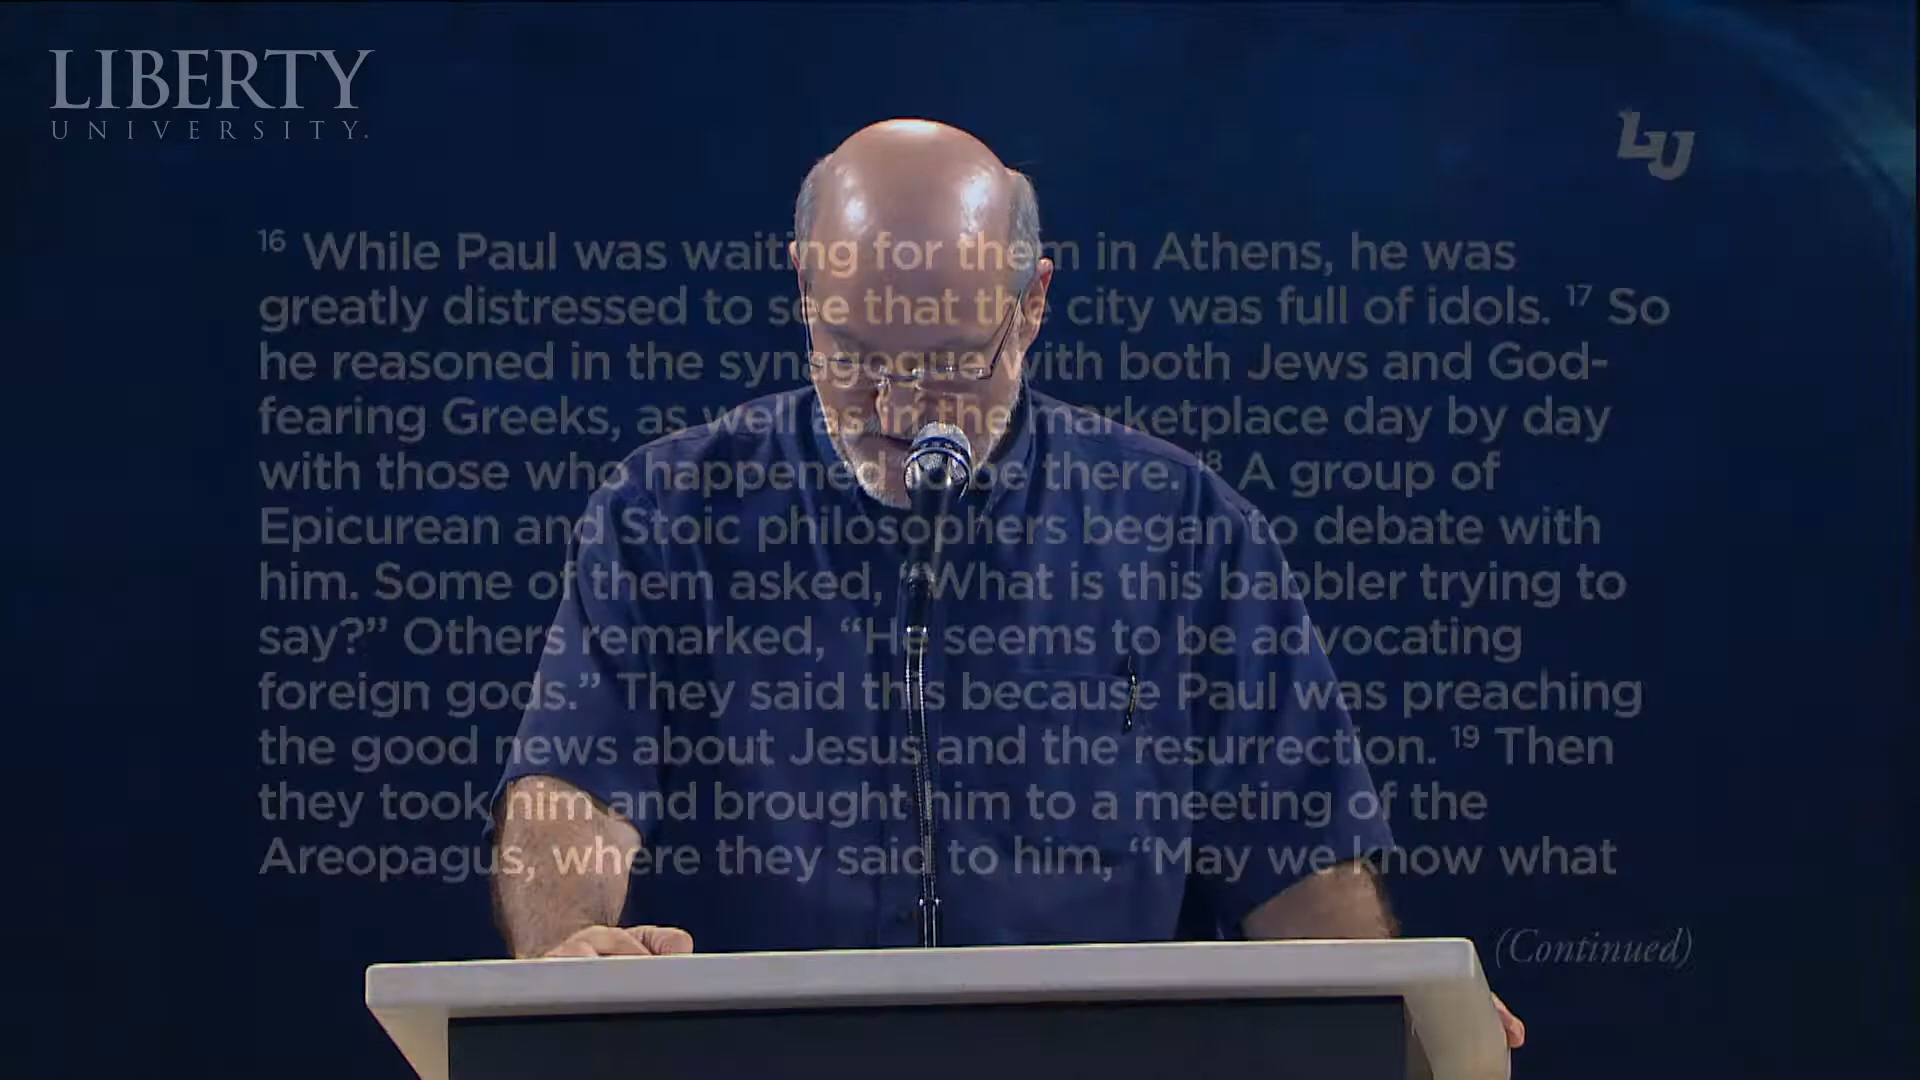 LIBERTY
UNIVERSITY.
LU
16 While Paul was waiting for them in Athens, he was
greatly distressed to see that the city was full of idols. 17 So
he reasoned in the synagogue with both Jews and God-
fearing Greeks, as well as in the marketplace day by day
with those who happened to be there. 18 A group of
Epicurean and Stoic philosophers began to debate with
him. Some of them asked, “What is this babbler trying to
say?” Others remarked, “He seems to be advocating
foreign gods.” They said this because Paul was preaching
the good news about Jesus and the resurrection. 19 Then
they took him and brought him to a meeting of the
Areopagus, where they said to him, “May we know what
(Continued)